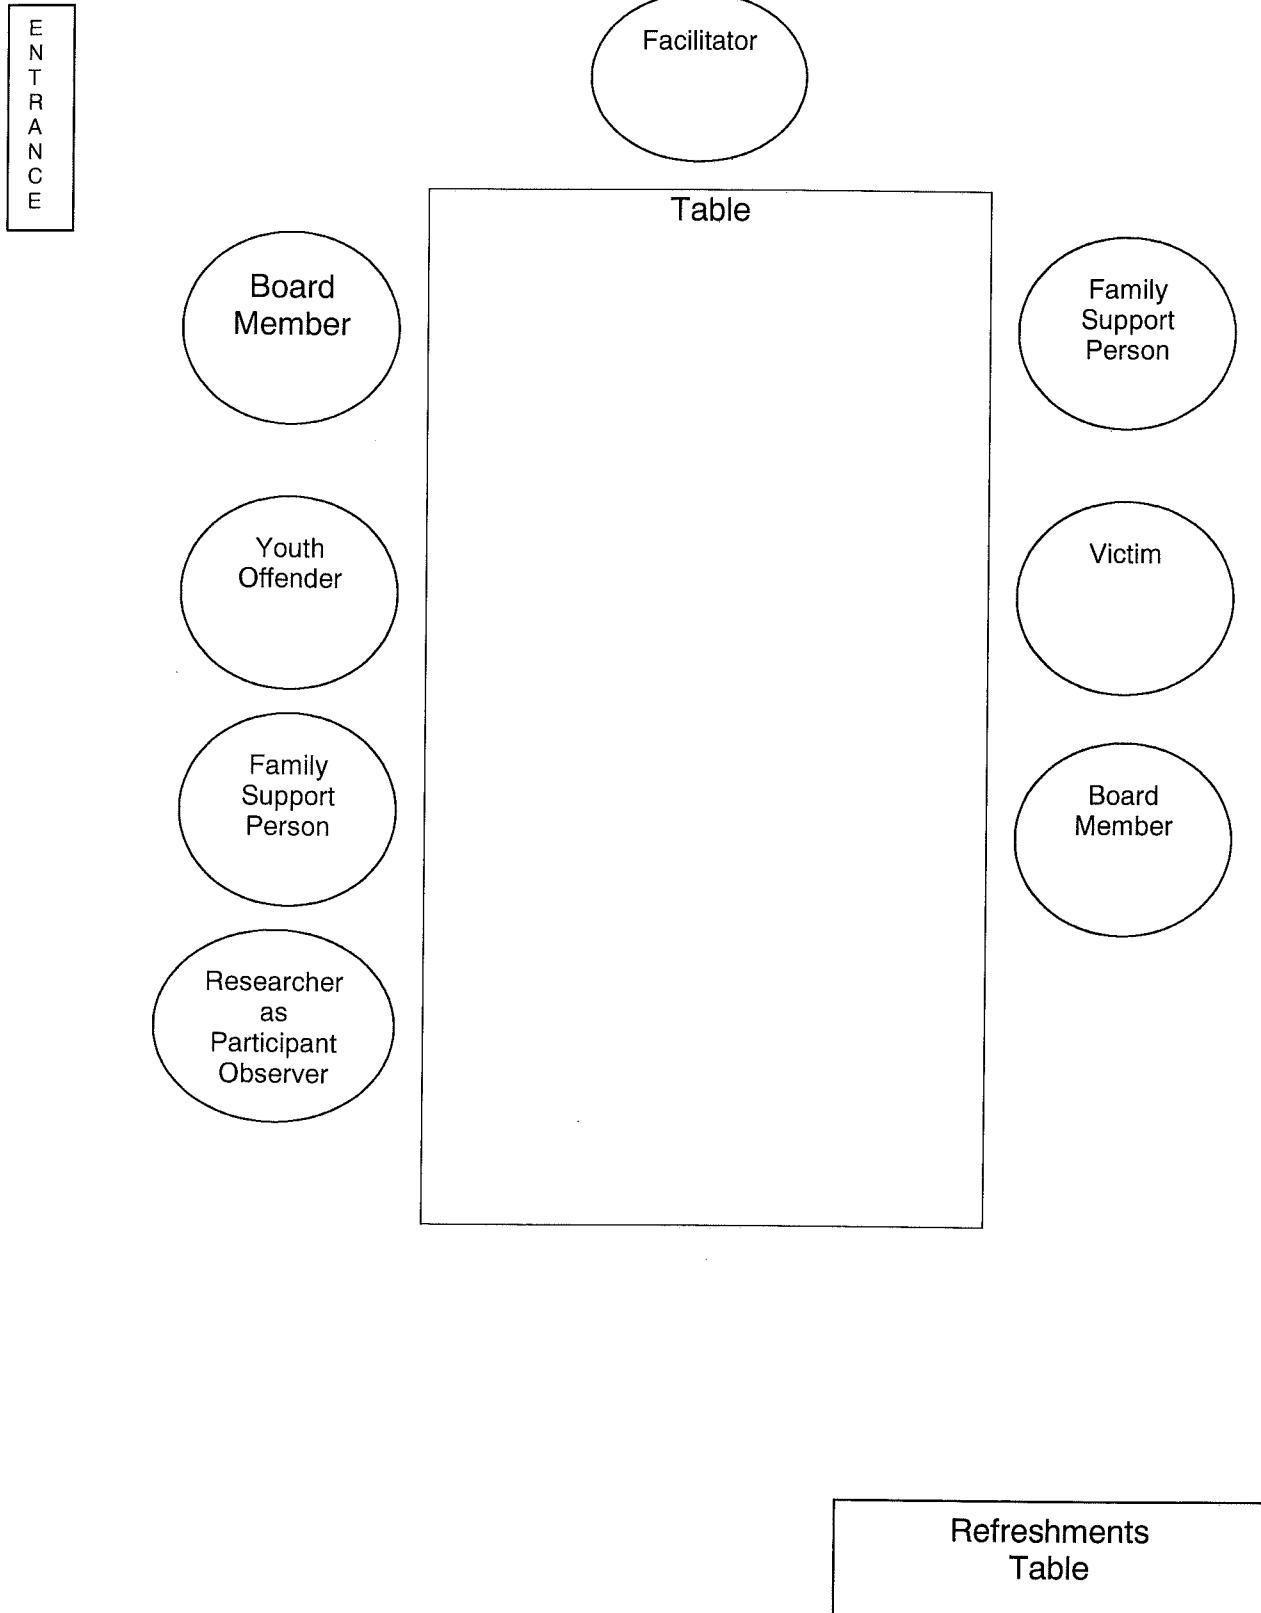 E
N
T
R
A
N
C
E
Facilitator
Table
Board
Member
Family
Support
Person
Youth
Offender
Victim
Family
Support
Person
Board
Member
Researcher
as
Participant
Observer
Refreshments
Table